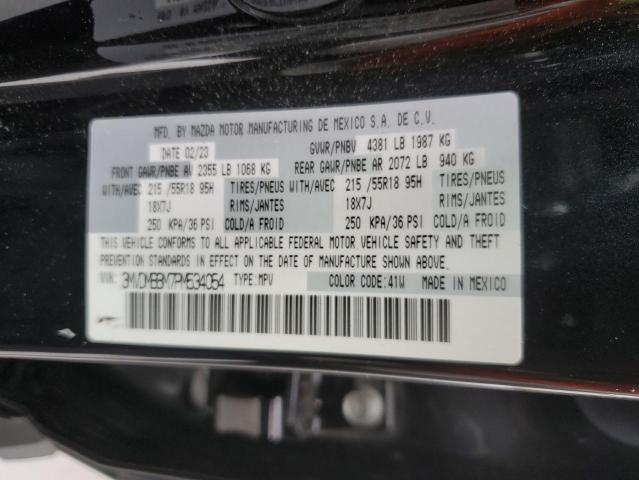 MFD. BY MAZDA MOTOR MANUFACTURING DE MEXICO S.A. DE C.V.
DATE 02/23 GVWR/PNBV 4381 LB 1987 KG
FRONT GAWR/PNBE AV 2355 LB 1068 KG REAR GAWR/PNBE AR 2072 LB 940 KG
WITH/AVEC 215 /55R18 95H TIRES/PNEUS WITH/AVEC 215 /55R18 95H TIRES/PNEUS
18X7J RIMS/JANTES 18X7J RIMS/JANTES
250 KPA/36 PSI COLD/A FROID 250 KPA/36 PSI COLD/A FROID
THIS VEHICLE CONFORMS TO ALL APPLICABLE FEDERAL MOTOR VEHICLE SAFETY AND THEFT
PREVENTION STANDARDS IN EFFECT ON THE DATE OF MANUFACTURE SHOWN ABOVE.
VIN: 3MVDMBBM7PM534054 TYPE: MPV COLOR CODE: 41W MADE IN MEXICO